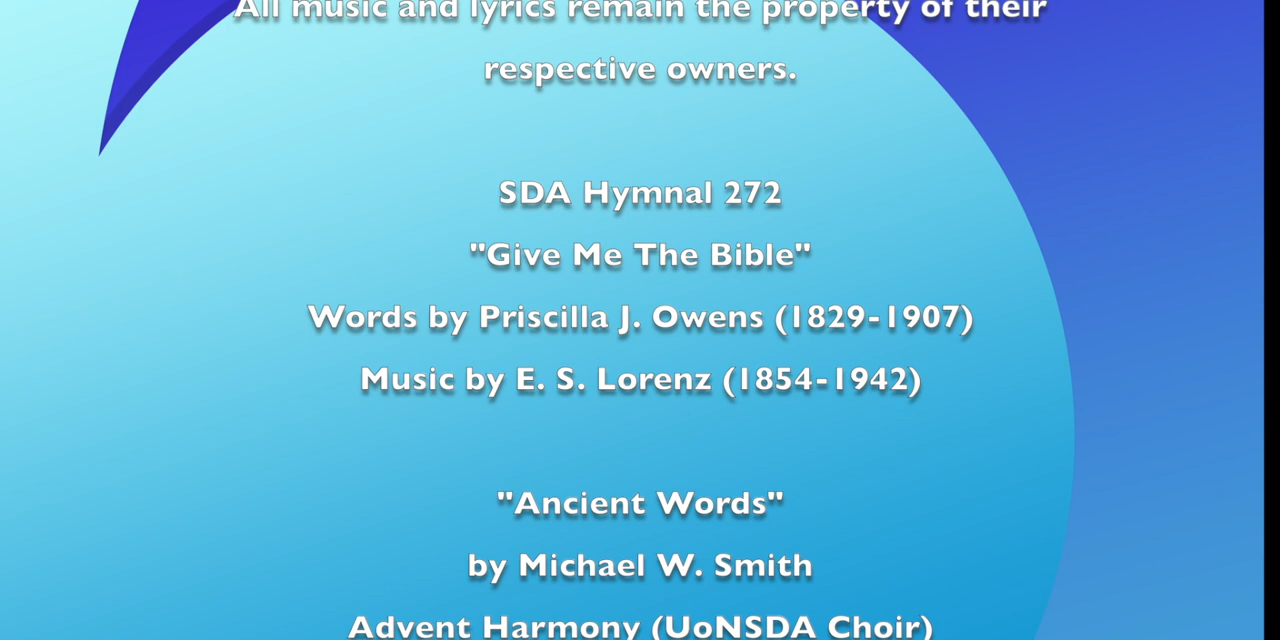 All music and lyrics remain the property of their
respective owners.
SDA Hymnal 272
"Give Me The Bible"
Words by Priscilla J. Owens (1829-1907)
Music by E. S. Lorenz (1854-1942)
"Ancient Words"
by Michael W. Smith
Advent Harmony (UoNSDA Choir)